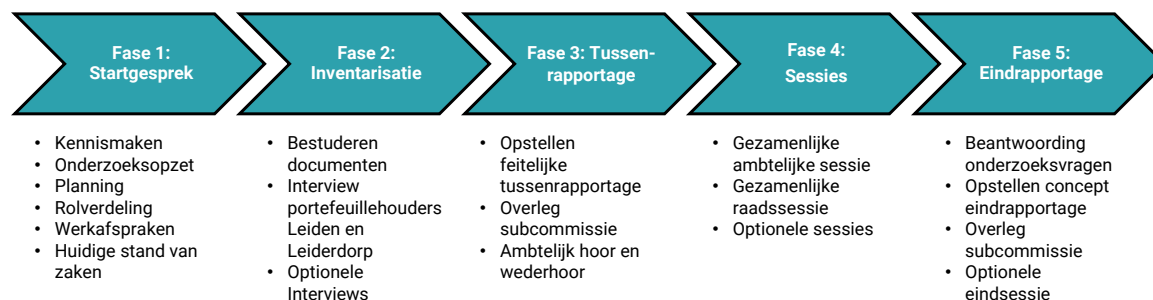 Fase 1:
Startgesprek
Fase 2:
Inventarisatie
Fase 3: Tussen-
rapportage
Fase 4:
Sessies
Fase 5:
Eindrapportage
• Kennismaken
• Onderzoeksopzet
• Planning
• Rolverdeling
• Werkafspraken
• Huidige stand van
zaken
• Bestuderen
documenten
• Interview
portefeuillehouders
Leiden en
Leiderdorp
• Optionele
Interviews
• Opstellen
feitelijke
tussenrapportage
• Overleg
subcommissie
• Ambtelijk hoor en
wederhoor
• Gezamenlijke
ambtelijke sessie
• Gezamenlijke
raadssessie
• Optionele sessies
• Beantwoording
onderzoeksvragen
• Opstellen concept
eindrapportage
• Overleg
subcommissie
• Optionele
eindsessie